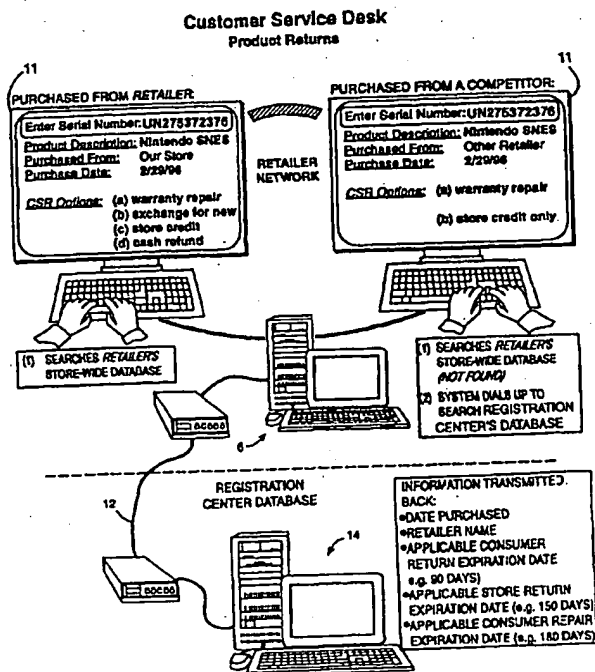 Customer Service Desk
Product Returns
11
11
PURCHASED FROM RETAILER:
PURCHASED FROM A COMPETITOR:
Enter Serial Number: UN275372376
Product Description: Nintendo SNES
Purchased From: Our Store
Purchase Date: 2/29/96
CSR Options: (a) warranty repair
(b) exchange for new
(c) store credit
(d) cash refund
RETAILER
NETWORK
Enter Serial Number: UN275372376
Product Description: Nintendo SNES
Purchased From: Other Retailer
Purchase Date: 2/29/96
CSR Options: (a) warranty repair
(b) store credit only.
(1) SEARCHES RETAILER'S
STORE-WIDE DATABASE
(1) SEARCHES RETAILER'S
STORE-WIDE DATABASE
(NOT FOUND)
(2) SYSTEM DIALS UP TO
SEARCH REGISTRATION
CENTER'S DATABASE
6
12
REGISTRATION
CENTER DATABASE
14
INFORMATION TRANSMITTED
BACK:
•DATE PURCHASED
•RETAILER NAME
•APPLICABLE CONSUMER
RETURN EXPIRATION DATE
e.g. 90 DAYS)
•APPLICABLE STORE RETURN
EXPIRATION DATE (e.g. 150 DAYS)
•APPLICABLE CONSUMER REPAIR
EXPIRATION DATE (e.g. 180 DAYS)